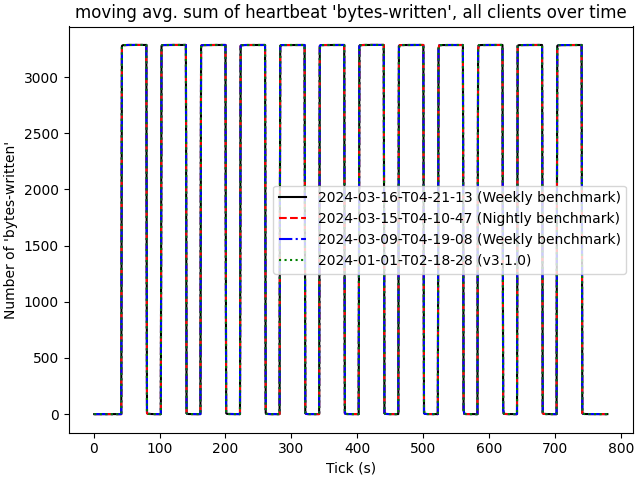 moving avg. sum of heartbeat 'bytes-written', all clients over time
Number of 'bytes-written'
3000
2500
2000
1500
1000
500
0
2024-03-16-T04-21-13 (Weekly benchmark)
2024-03-15-T04-10-47 (Nightly benchmark)
2024-03-09-T04-19-08 (Weekly benchmark)
2024-01-01-T02-18-28 (v3.1.0)
0 100 200 300 400 500 600 700 800
Tick (s)